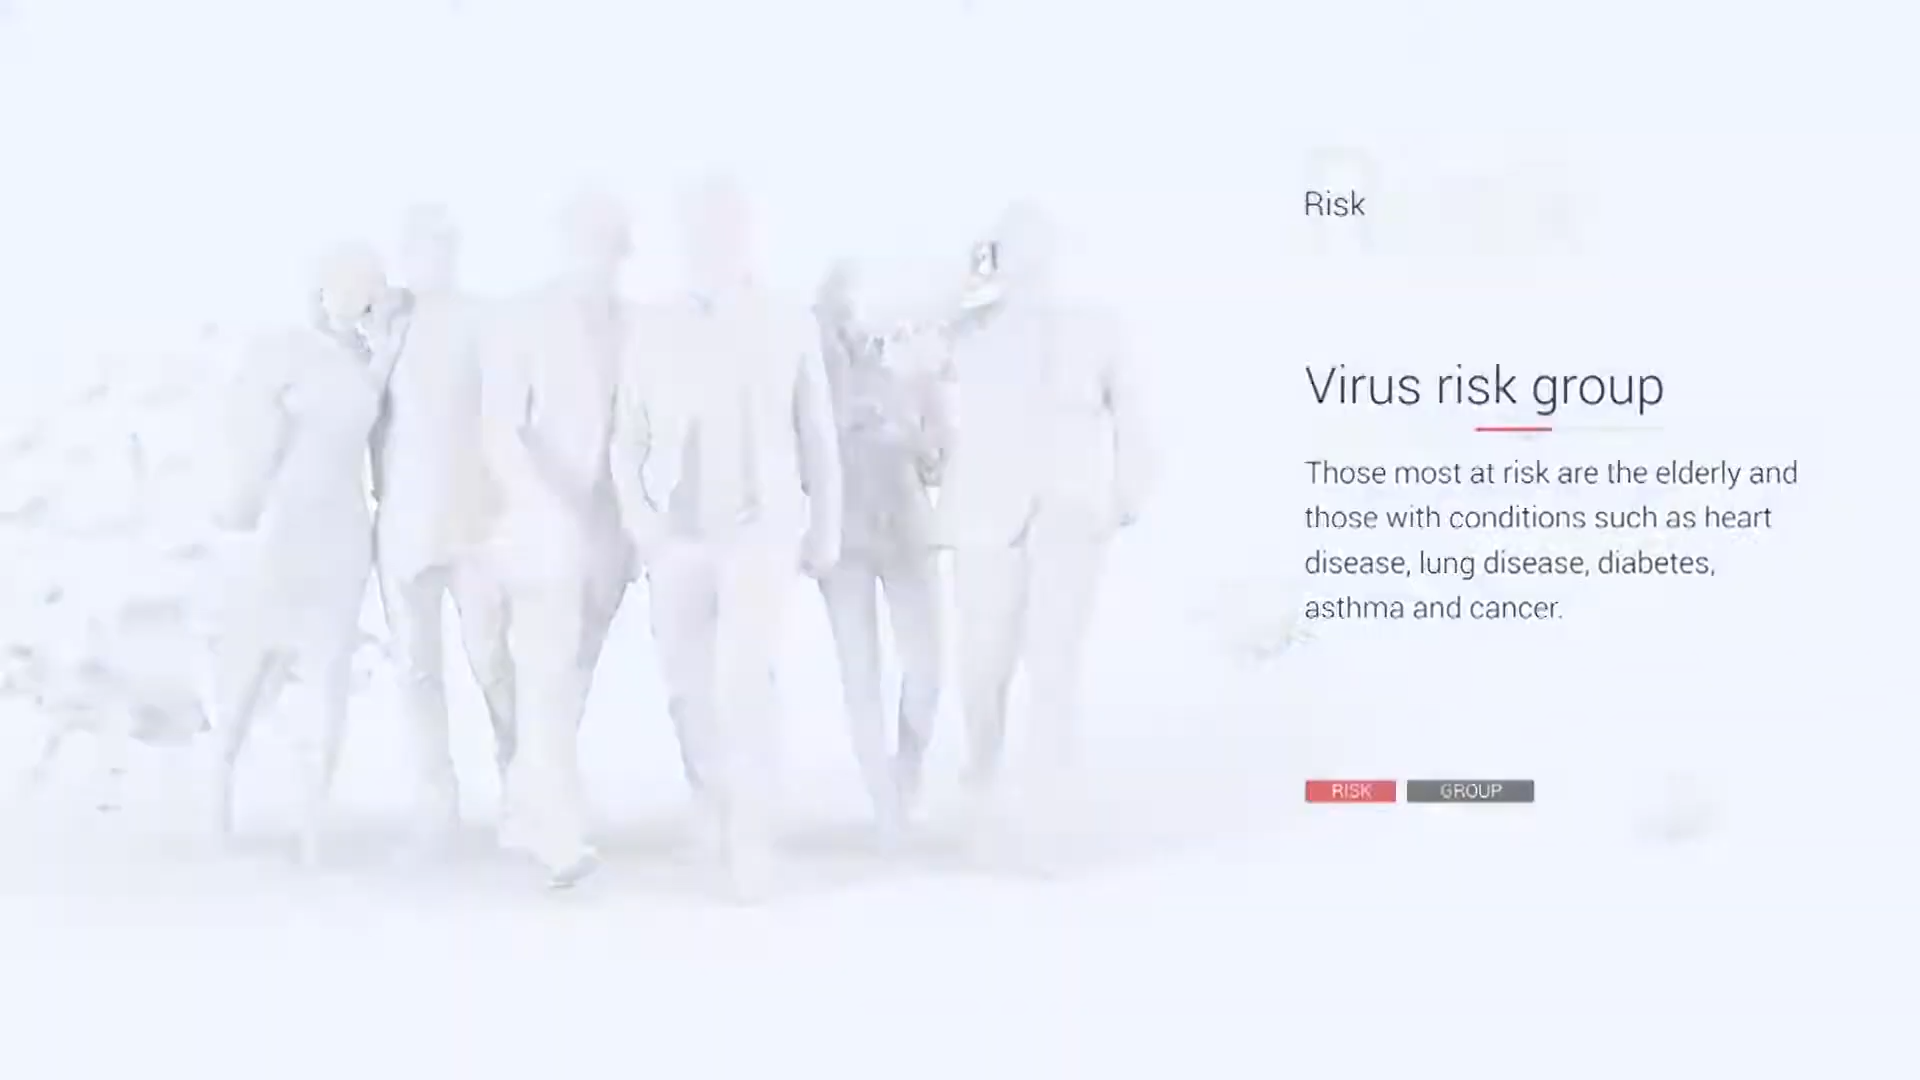 Risk
Virus risk group
Those most at risk are the elderly and
those with conditions such as heart
disease, lung disease, diabetes,
asthma and cancer.
RISK GROUP